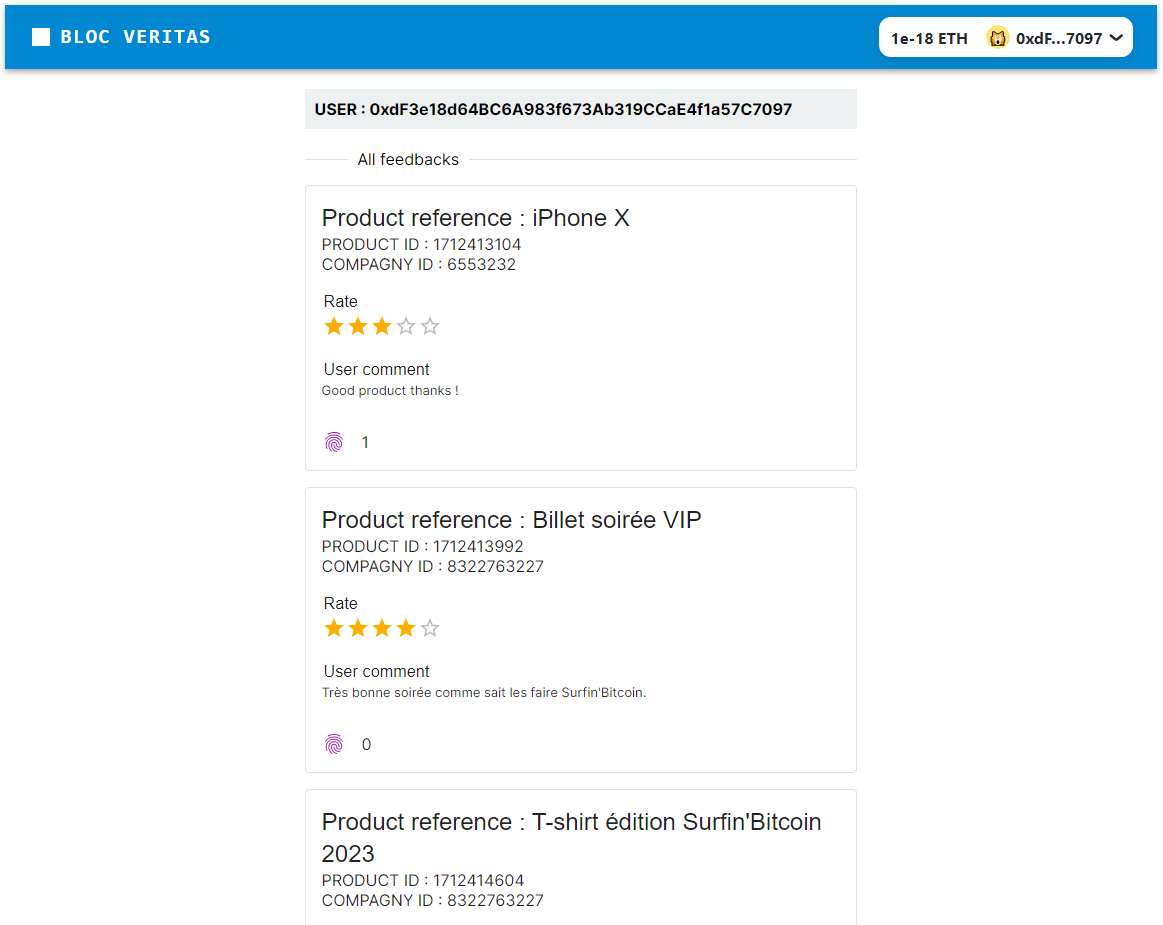 BLOC VERITAS
1e-18 ETH 0xdF...7097
USER : 0xdF3e18d64BC6A983f673Ab319CCaE4f1a57C7097
All feedbacks
Product reference : iPhone X
PRODUCT ID : 1712413104
COMPAGNY ID : 6553232
Rate
User comment
Good product thanks !
1
Product reference : Billet soirée VIP
PRODUCT ID : 1712413992
COMPAGNY ID : 8322763227
Rate
User comment
Très bonne soirée comme sait les faire Surfin'Bitcoin.
0
Product reference : T-shirt édition Surfin'Bitcoin
2023
PRODUCT ID : 1712414604
COMPAGNY ID : 8322763227